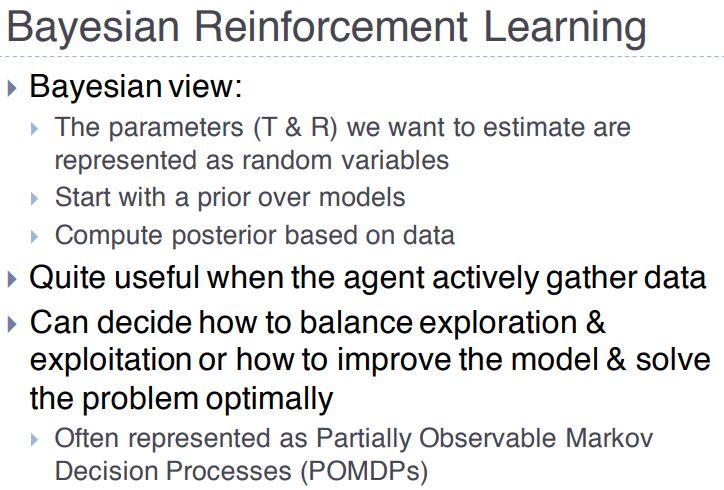 Bayesian Reinforcement Learning
Bayesian view:
The parameters (T & R) we want to estimate are
represented as random variables
Start with a prior over models
Compute posterior based on data
Quite useful when the agent actively gather data
Can decide how to balance exploration &
exploitation or how to improve the model & solve
the problem optimally
Often represented as Partially Observable Markov
Decision Processes (POMDPs)